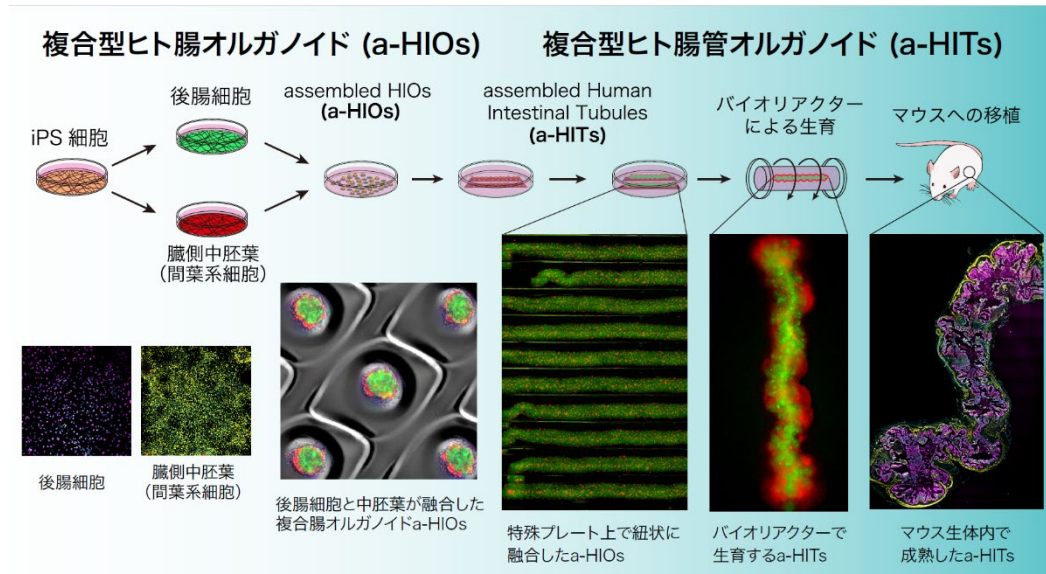 複合型ヒト腸オルガノイド (a-HIOs)
複合型ヒト腸管オルガノイド (a-HITs)
iPS 細胞
後腸細胞
臓側中胚葉
(間葉系細胞)
assembled HIOs
(a-HIOs)
assembled Human
Intestinal Tubules
(a-HITs)
バイオリアクター
による生育
マウスへの移植
後腸細胞
臓側中胚葉
(間葉系細胞)
後腸細胞と中胚葉が融合した
複合腸オルガノイドa-HIOs
特殊プレート上で紐状に
融合したa-HIOs
バイオリアクターで
生育するa-HITs
マウス生体内で
成熟したa-HITs